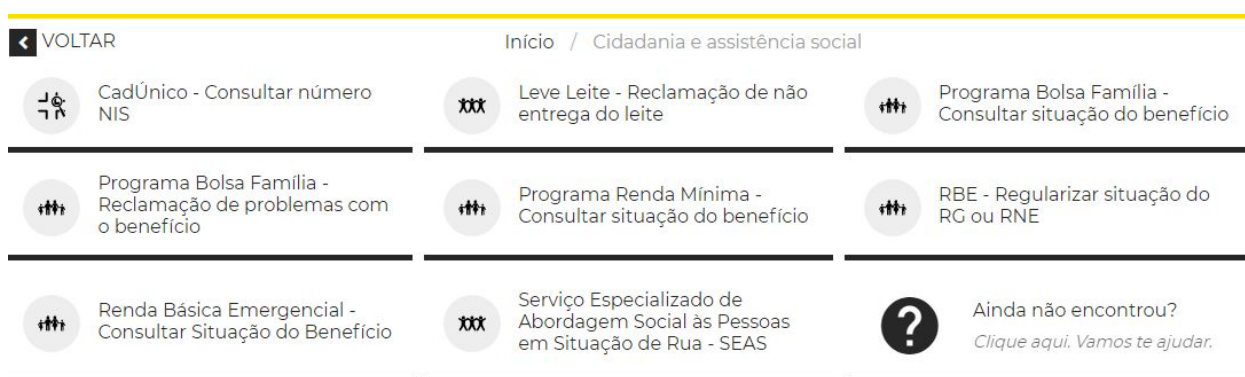 VOLTAR
Início / Cidadania e assistência social
CadÚnico - Consultar número
NIS
Leve Leite - Reclamação de não
entrega do leite
Programa Bolsa Família -
Consultar situação do benefício
Programa Bolsa Família -
Reclamação de problemas com
o benefício
Programa Renda Mínima -
Consultar situação do benefício
RBE - Regularizar situação do
RG ou RNE
Renda Básica Emergencial -
Consultar Situação do Benefício
Serviço Especializado de
Abordagem Social às Pessoas
em Situação de Rua - SEAS
?
Ainda não encontrou?
Clique aqui. Vamos te ajudar.